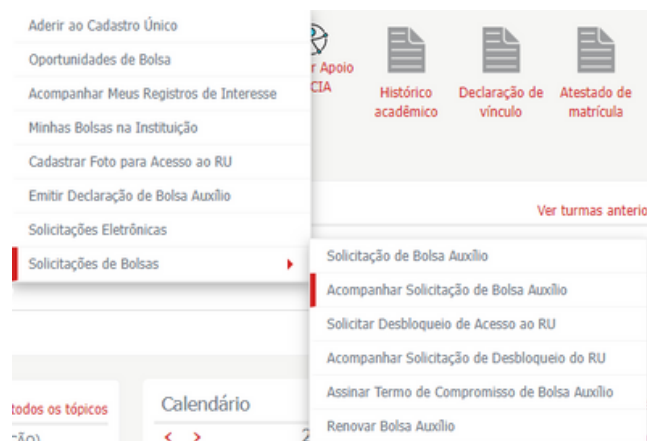 Aderir ao Cadastro Único
Oportunidades de Bolsa
Acompanhar Meus Registros de Interesse
Minhas Bolsas na Instituição
Cadastrar Foto para Acesso ao RU
Emitir Declaração de Bolsa Auxílio
Solicitações Eletrônicas
Solicitações de Bolsas
r Apoio
CIA
Histórico
acadêmico
Declaração de
vínculo
Atestado de
matrícula
Ver turmas anterio
Solicitação de Bolsa Auxílio
Acompanhar Solicitação de Bolsa Auxílio
Solicitar Desbloqueio de Acesso ao RU
Acompanhar Solicitação de Desbloqueio do RU
Assinar Termo de Compromisso de Bolsa Auxílio
Renovar Bolsa Auxílio
todos os tópicos
Calendário
< >
2